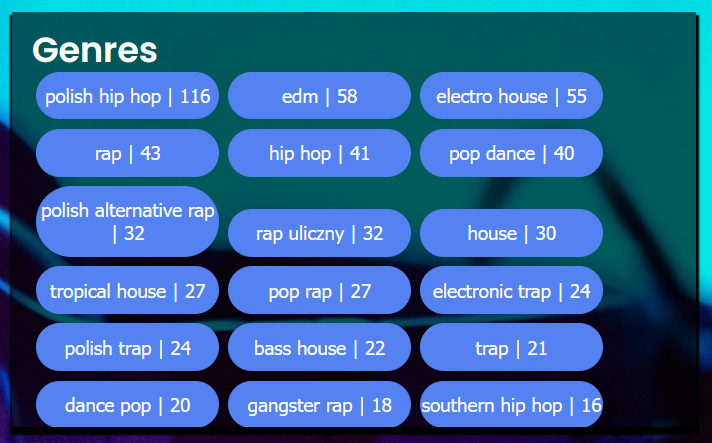 Genres
polish hip hop | 116
edm | 58
electro house | 55
rap | 43
hip hop | 41
pop dance | 40
polish alternative rap
| 32
rap uliczny | 32
house | 30
tropical house | 27
pop rap | 27
electronic trap | 24
polish trap | 24
bass house | 22
trap | 21
dance pop | 20
gangster rap | 18
southern hip hop | 16